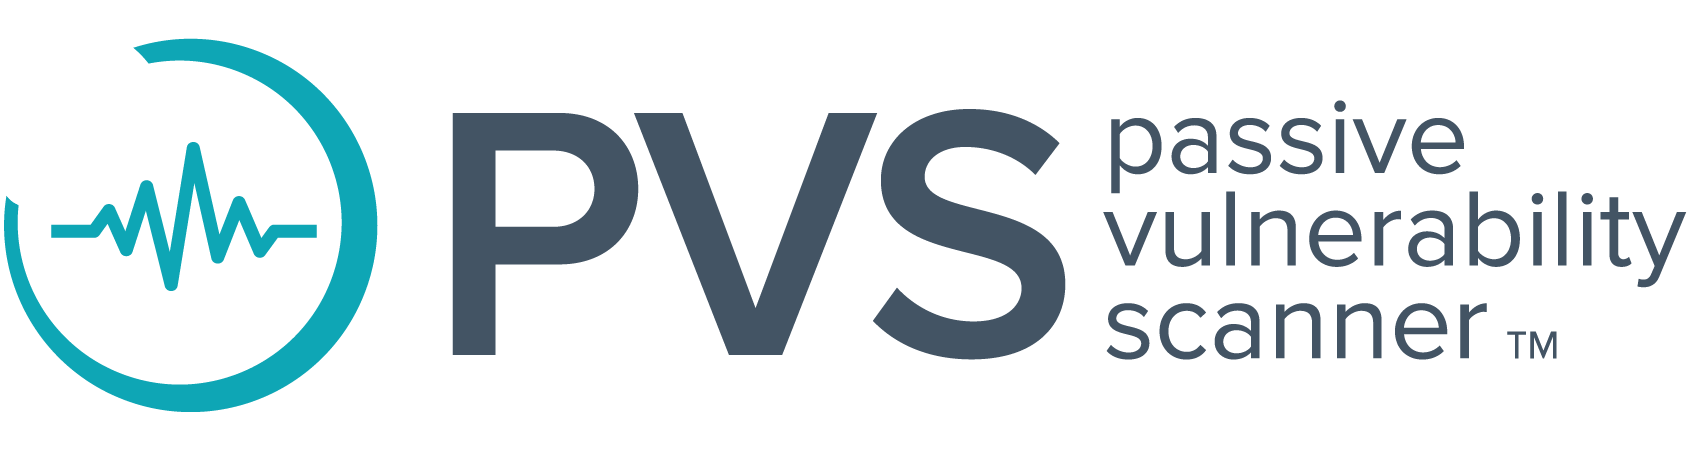 PVS
passive
vulnerability
scanner ™